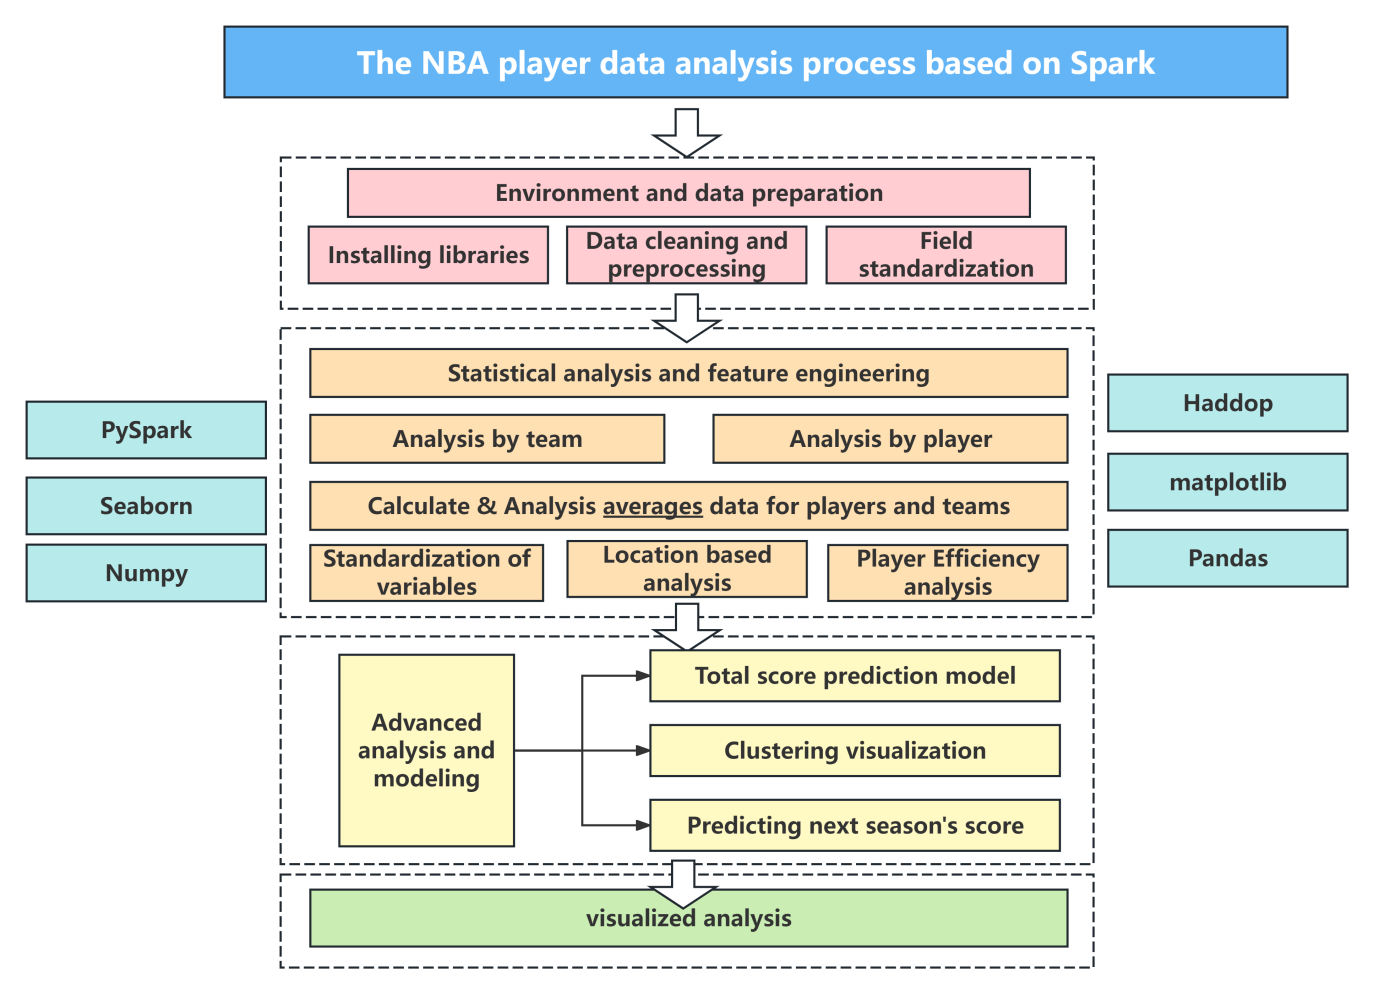 The NBA player data analysis process based on Spark
Environment and data preparation
Installing libraries
Data cleaning and
preprocessing
Field
standardization
Statistical analysis and feature engineering
Analysis by team
Analysis by player
Calculate & Analysis averages data for players and teams
Standardization of
variables
Location based
analysis
Player Efficiency
analysis
PySpark
Seaborn
Numpy
Haddop
matplotlib
Pandas
Advanced
analysis and
modeling
Total score prediction model
Clustering visualization
Predicting next season's score
visualized analysis